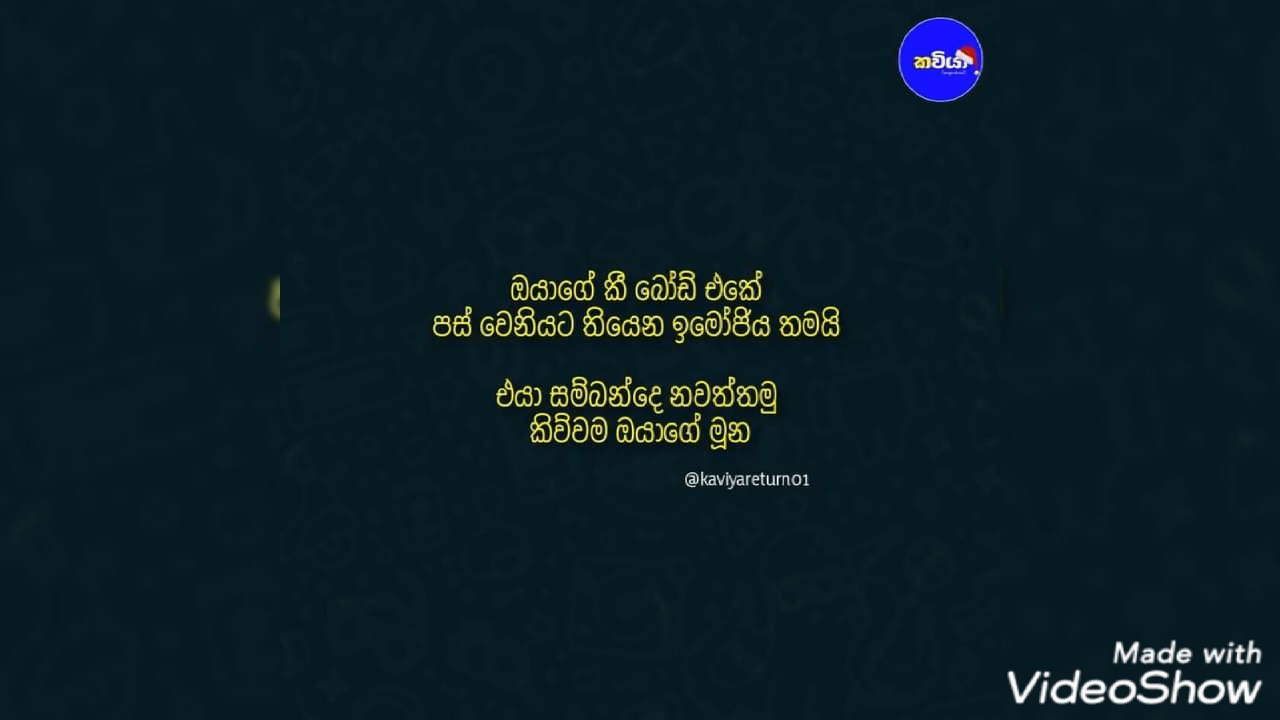 කවියා
ඔයාගේ කී බෝඩ් එකේ
පස් වෙනියට තියෙන ඉමෝජිය තමයි
එයා සම්බන්දෙ නවත්තමු
කිව්වම ඔයාගේ මූන
@kaviyareturn01
Made with
VideoShow